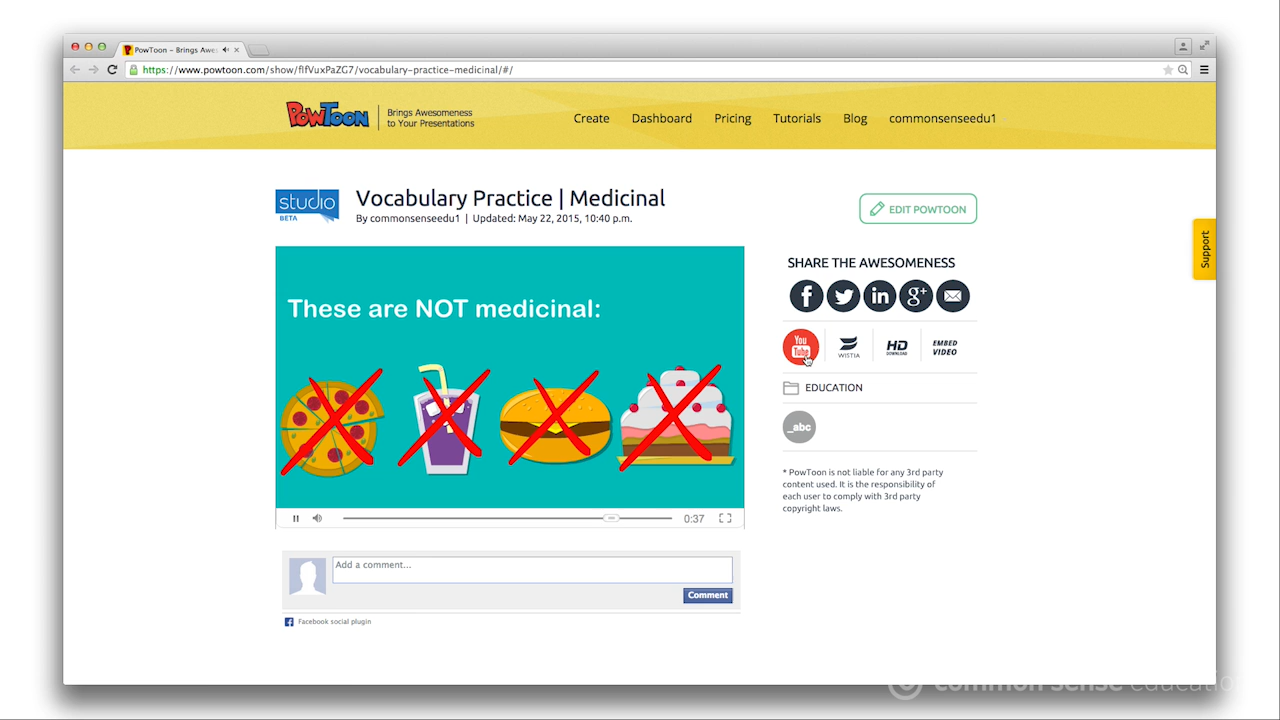 PowToon – Brings Awes
https://www.powtoon.com/show/flfVuxPaZG7/vocabulary-practice-medicinal/#/
POWTOON
Brings Awesomeness
to Your Presentations
Create
Dashboard
Pricing
Tutorials
Blog
commonsenseedu1
studio
BETA
Vocabulary Practice | Medicinal
By commonsenseedu1 | Updated: May 22, 2015, 10:40 p.m.
EDIT POWTOON
Support
These are NOT medicinal:
0:37
SHARE THE AWESOMENESS
You
Tube
WISTIA
HD
DOWNLOAD
EMBED
VIDEO
EDUCATION
_abc
* PowToon is not liable for any 3rd party
content used. It is the responsibility of
each user to comply with 3rd party
copyright laws.
Add a comment...
Comment
Facebook social plugin
common sense education